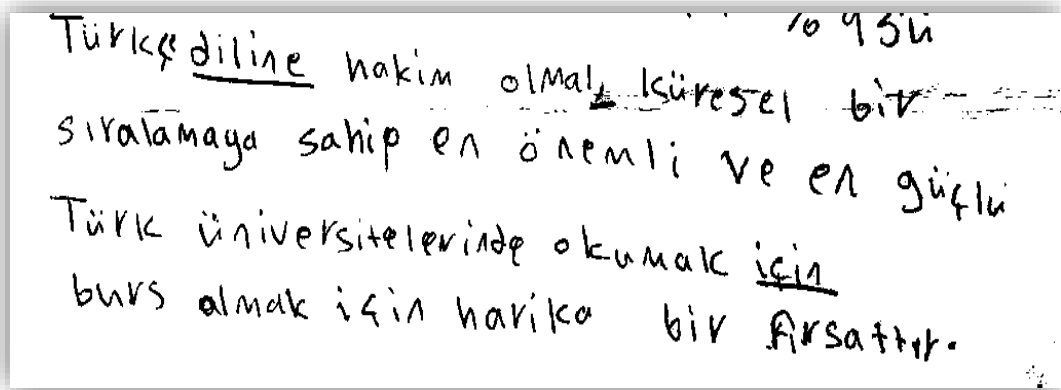 Türkçe diline hakim olmak, küresel bir
sıralamaya sahip en önemli ve en güçlü
Türk üniversitelerinde okumak için
burs almak için harika bir fırsattır.